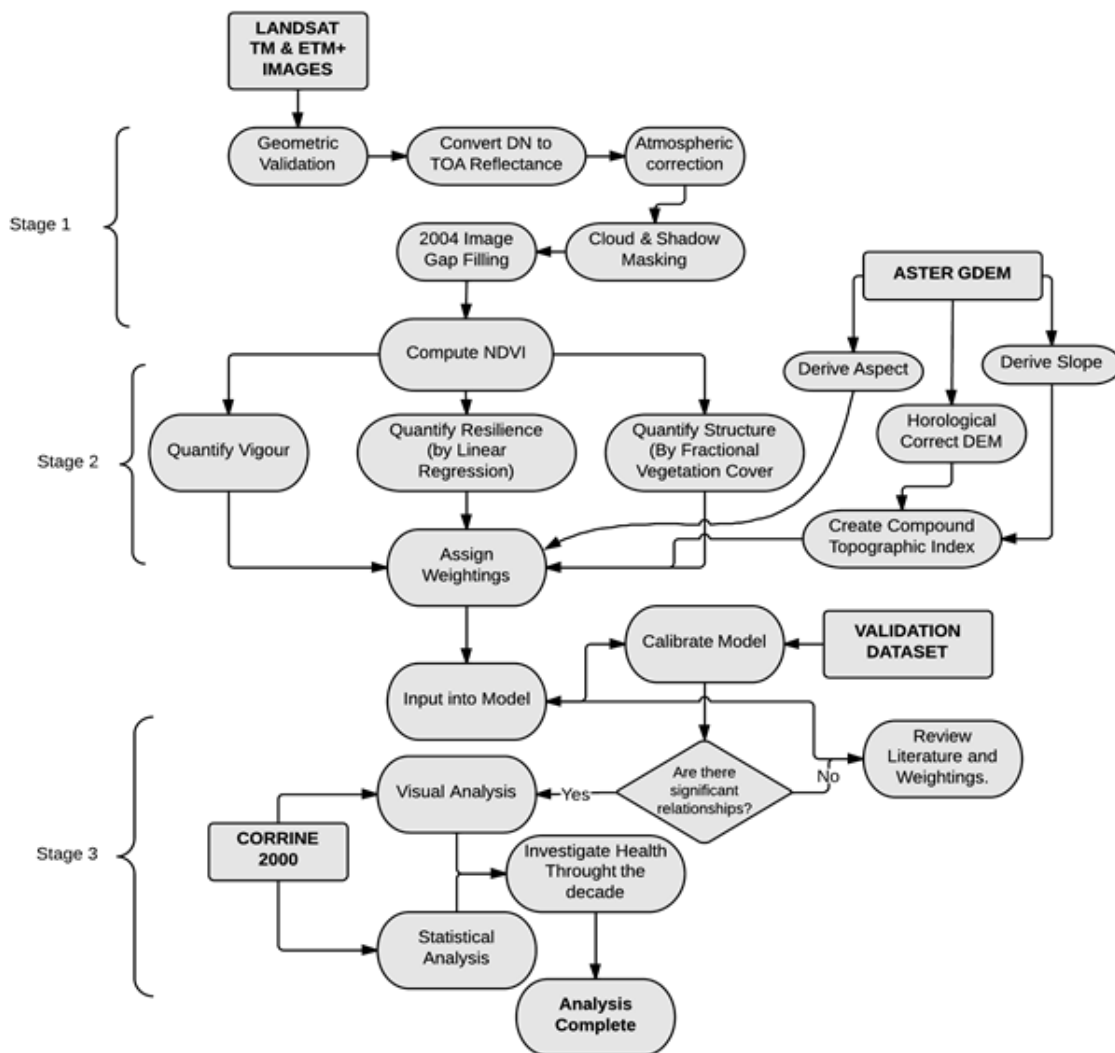 LANDSAT
TM & ETM+
IMAGES
Stage 1
Geometric
Validation
Convert DN to
TOA Reflectance
Atmospheric
correction
2004 Image
Gap Filling
Cloud & Shadow
Masking
ASTER GDEM
Compute NDVI
Derive Aspect
Derive Slope
Stage 2
Quantify Vigour
Quantify Resilience
(by Linear
Regression)
Quantify Structure
(By Fractional
Vegetation Cover
Horological
Correct DEM
Assign
Weightings
Create Compound
Topographic Index
Calibrate Model
VALIDATION
DATASET
Input into Model
Stage 3
Visual Analysis
Yes
Are there
significant
relationships?
No
Review
Literature and
Weightings.
CORRINE
2000
Investigate Health
Throught the
decade
Statistical
Analysis
Analysis
Complete